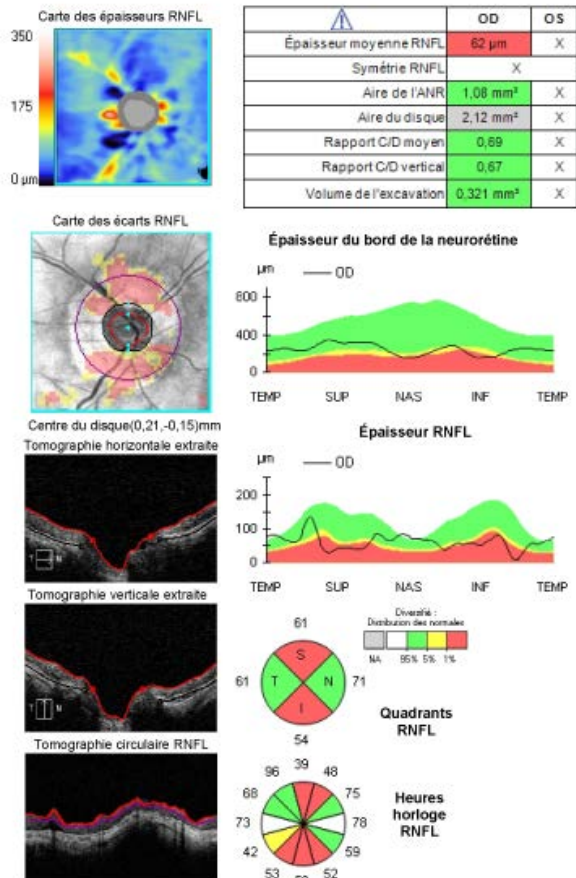 Carte des épaisseurs RNFL
350
175
0 µm
OD OS
Épaisseur moyenne RNFL 62 µm X
Symétrie RNFL X
Aire de l'ANR 1,08 mm² X
Aire du disque 2,12 mm² X
Rapport C/D moyen 0,69 X
Rapport C/D vertical 0,67 X
Volume de l'excavation 0,321 mm³ X
Carte des écarts RNFL
Centre du disque(0,21,-0,15)mm
Épaisseur du bord de la neurorétine
µm OD
600
400
0
TEMP SUP NAS INF TEMP
Épaisseur RNFL
µm OD
200
100
0
TEMP SUP NAS INF TEMP
Tomographie horizontale extraite
T N
Tomographie verticale extraite
T N
Tomographie circulaire RNFL
Diversifié :
Distribution des normales
NA 95% 5% 1%
61
S
61 T N 71
I
54
Quadrants
RNFL
39
96 48
68 75
73 78
42 59
53 52
Heures
horloge
RNFL